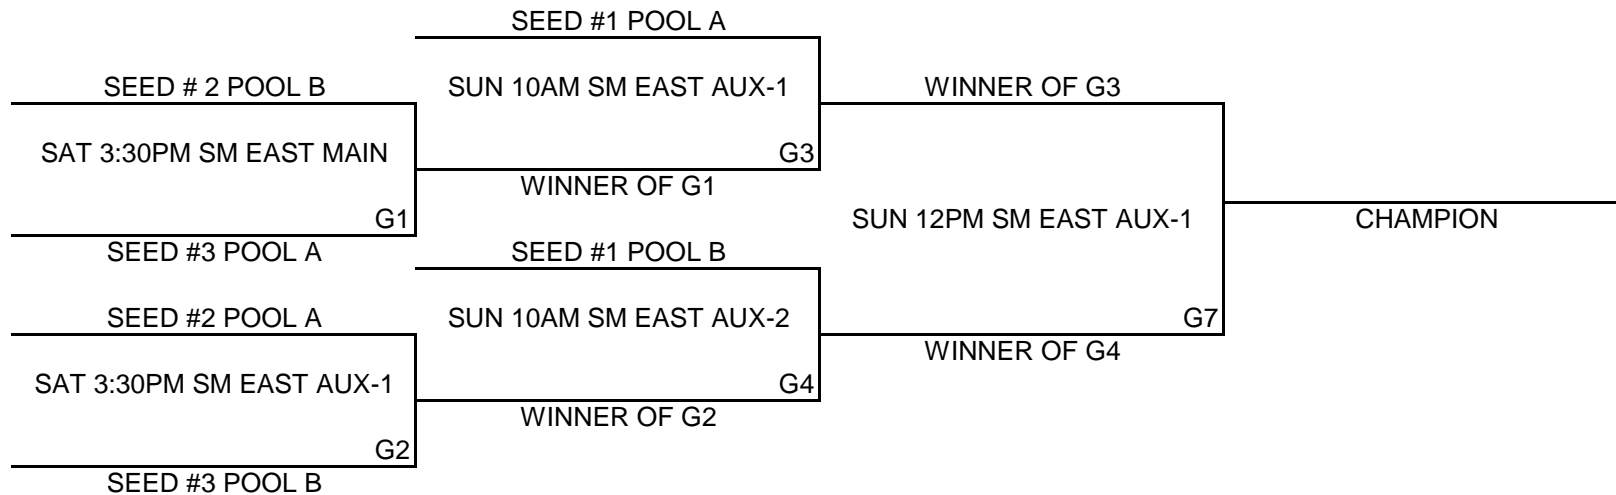 SEED #1 POOL A
SEED # 2 POOL B
SUN 10AM SM EAST AUX-1
WINNER OF G3
SAT 3:30PM SM EAST MAIN
G3
WINNER OF G1
G1
SUN 12PM SM EAST AUX-1
CHAMPION
SEED #3 POOL A
SEED #1 POOL B
SEED #2 POOL A
SUN 10AM SM EAST AUX-2
G7
WINNER OF G4
SAT 3:30PM SM EAST AUX-1
G4
WINNER OF G2
G2
SEED #3 POOL B